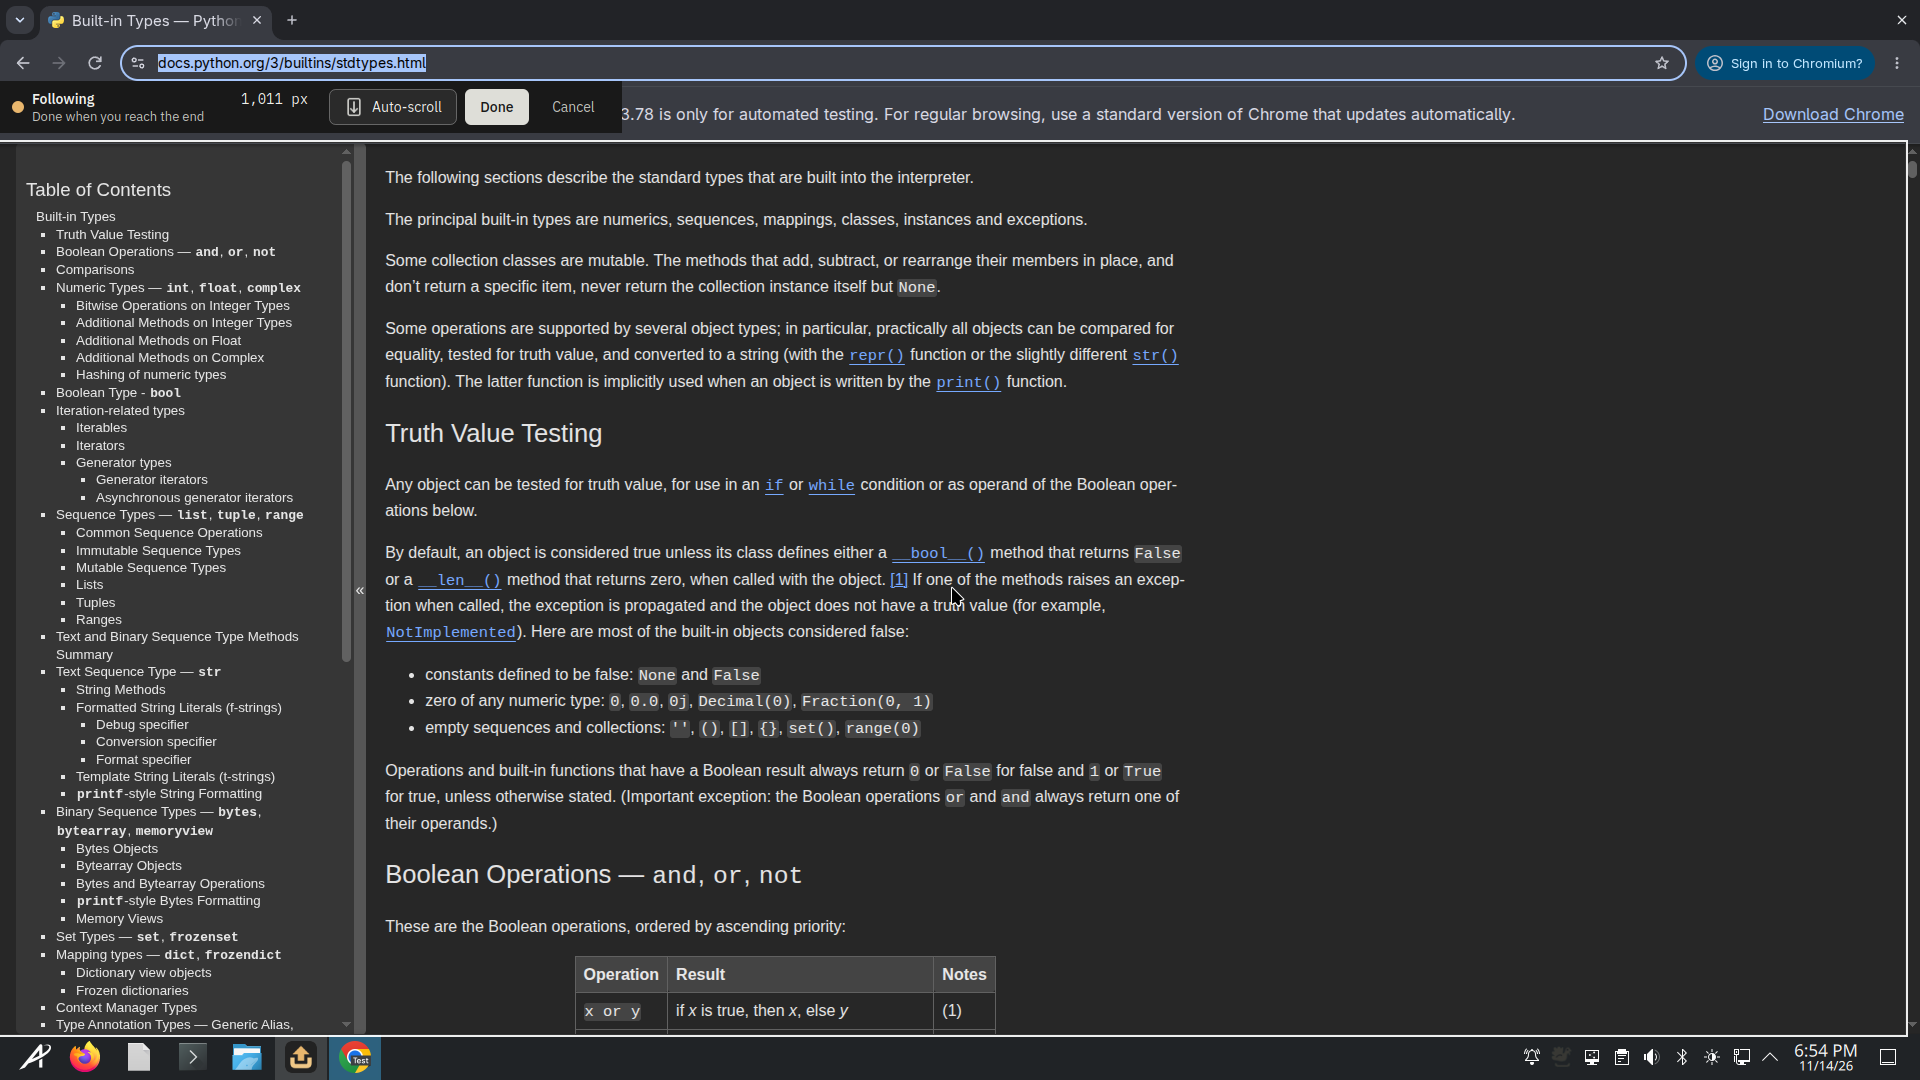 Built-in Types — Python
docs.python.org/3/builtins/stdtypes.html
Sign in to Chromium?
Following
Done when you reach the end
1,011 px
Auto-scroll
Done
Cancel
3.78 is only for automated testing. For regular browsing, use a standard version of Chrome that updates automatically.
Download Chrome
Table of Contents
Built-in Types
Truth Value Testing
Boolean Operations — and, or, not
Comparisons
Numeric Types — int, float, complex
Bitwise Operations on Integer Types
Additional Methods on Integer Types
Additional Methods on Float
Additional Methods on Complex
Hashing of numeric types
Boolean Type - bool
Iteration-related types
Iterables
Iterators
Generator types
Generator iterators
Asynchronous generator iterators
Sequence Types — list, tuple, range
Common Sequence Operations
Immutable Sequence Types
Mutable Sequence Types
Lists
Tuples
Ranges
Text and Binary Sequence Type Methods
Summary
Text Sequence Type — str
String Methods
Formatted String Literals (f-strings)
Debug specifier
Conversion specifier
Format specifier
Template String Literals (t-strings)
printf-style String Formatting
Binary Sequence Types — bytes,
bytearray, memoryview
Bytes Objects
Bytearray Objects
Bytes and Bytearray Operations
printf-style Bytes Formatting
Memory Views
Set Types — set, frozenset
Mapping types — dict, frozendict
Dictionary view objects
Frozen dictionaries
Context Manager Types
Type Annotation Types — Generic Alias,
«
The following sections describe the standard types that are built into the interpreter.
The principal built-in types are numerics, sequences, mappings, classes, instances and exceptions.
Some collection classes are mutable. The methods that add, subtract, or rearrange their members in place, and
don’t return a specific item, never return the collection instance itself but None.
Some operations are supported by several object types; in particular, practically all objects can be compared for
equality, tested for truth value, and converted to a string (with the repr() function or the slightly different str()
function). The latter function is implicitly used when an object is written by the print() function.
Truth Value Testing
Any object can be tested for truth value, for use in an if or while condition or as operand of the Boolean oper-
ations below.
By default, an object is considered true unless its class defines either a __bool__() method that returns False
or a __len__() method that returns zero, when called with the object. [1] If one of the methods raises an excep-
tion when called, the exception is propagated and the object does not have a truth value (for example,
NotImplemented). Here are most of the built-in objects considered false:
• constants defined to be false: None and False
• zero of any numeric type: 0, 0.0, 0j, Decimal(0), Fraction(0, 1)
• empty sequences and collections: '', (), [], {}, set(), range(0)
Operations and built-in functions that have a Boolean result always return 0 or False for false and 1 or True
for true, unless otherwise stated. (Important exception: the Boolean operations or and and always return one of
their operands.)
Boolean Operations — and, or, not
These are the Boolean operations, ordered by ascending priority:
Operation Result Notes
x or y if x is true, then x, else y (1)
Test
6:54 PM
11/14/26